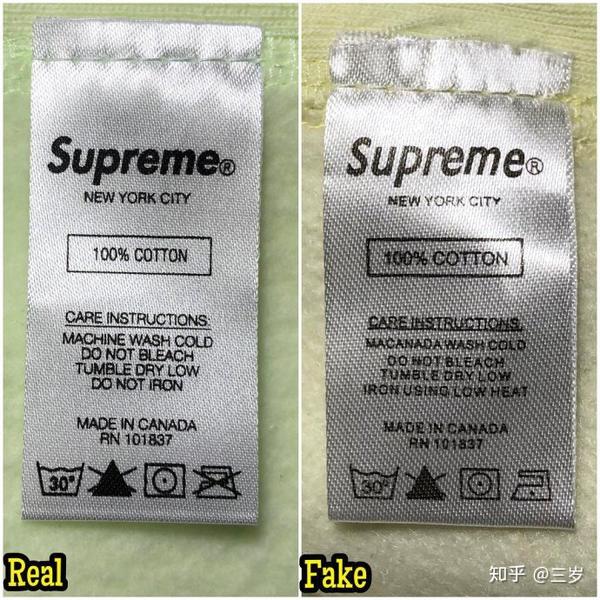 Supreme®
NEW YORK CITY
100% COTTON
CARE INSTRUCTIONS:
MACHINE WASH COLD
DO NOT BLEACH
TUMBLE DRY LOW
DO NOT IRON
MADE IN CANADA
RN 101837
30°
Real
Supreme®
NEW YORK CITY
100% COTTON
CARE INSTRUCTIONS:
MACANADA WASH COLD
DO NOT BLEACH
TUMBLE DRY LOW
IRON USING LOW HEAT
MADE IN CANADA
RN 101837
30°
Fake
知乎 @三岁